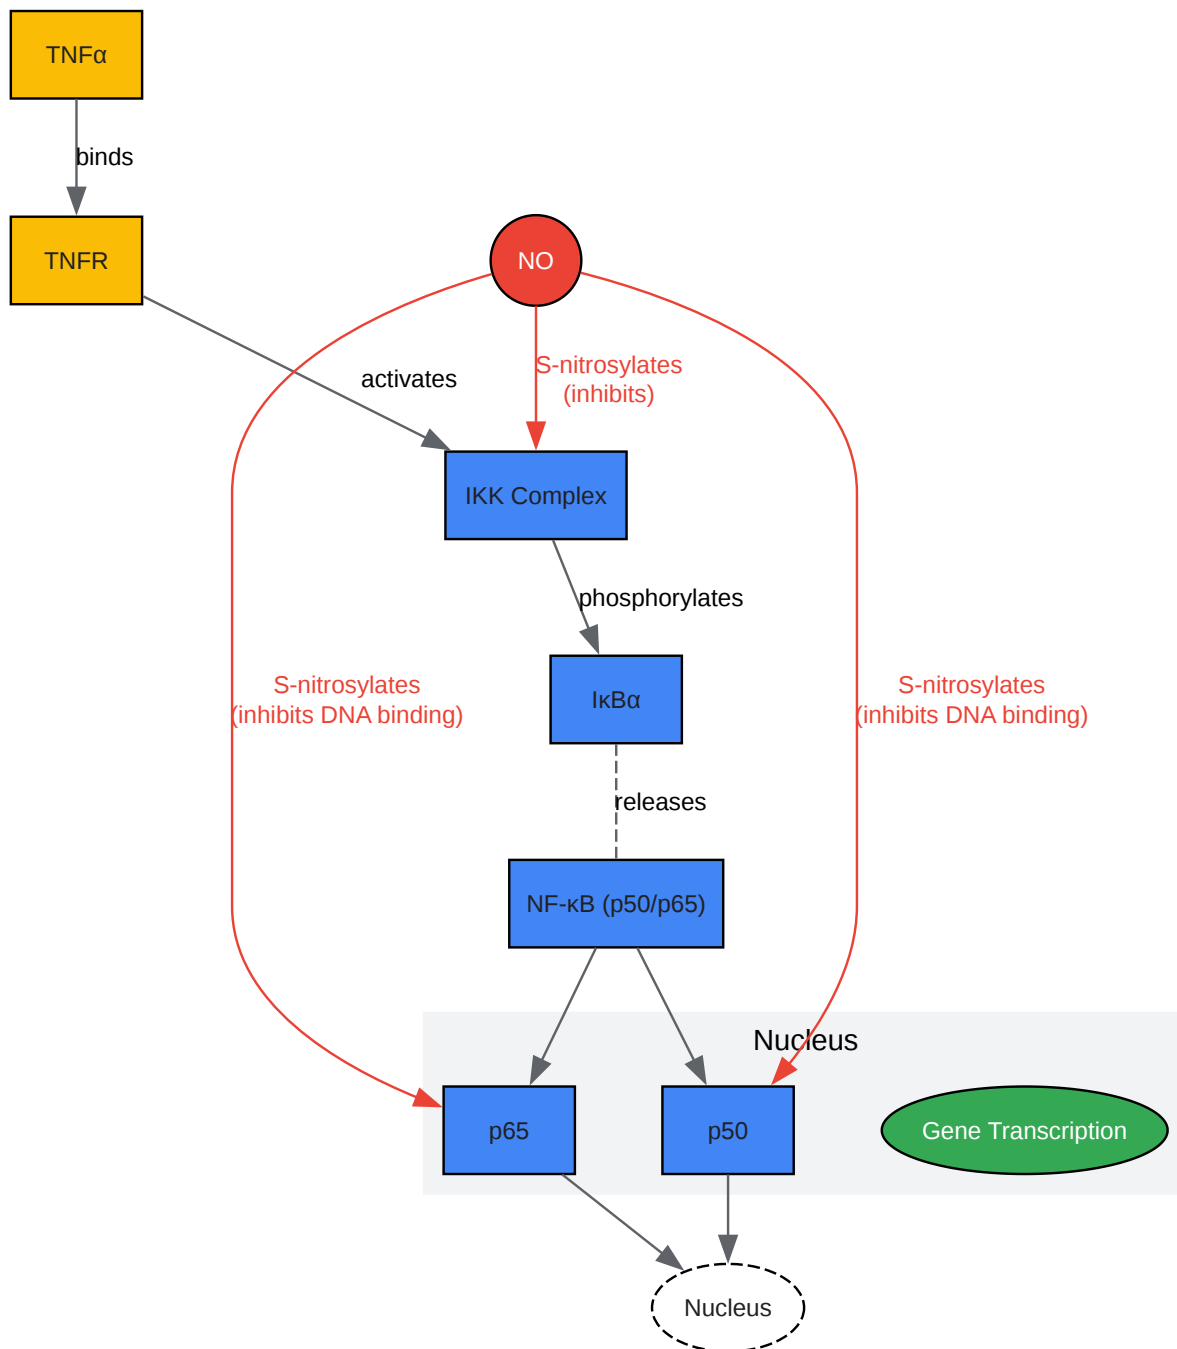 TNFα
binds
TNFR
NO
activates
S-nitrosylates
(inhibits)
IKK Complex
phosphorylates
S-nitrosylates
(inhibits DNA binding)
IκBα
S-nitrosylates
(inhibits DNA binding)
releases
NF-κB (p50/p65)
Nucleus
p65
p50
Gene Transcription
Nucleus